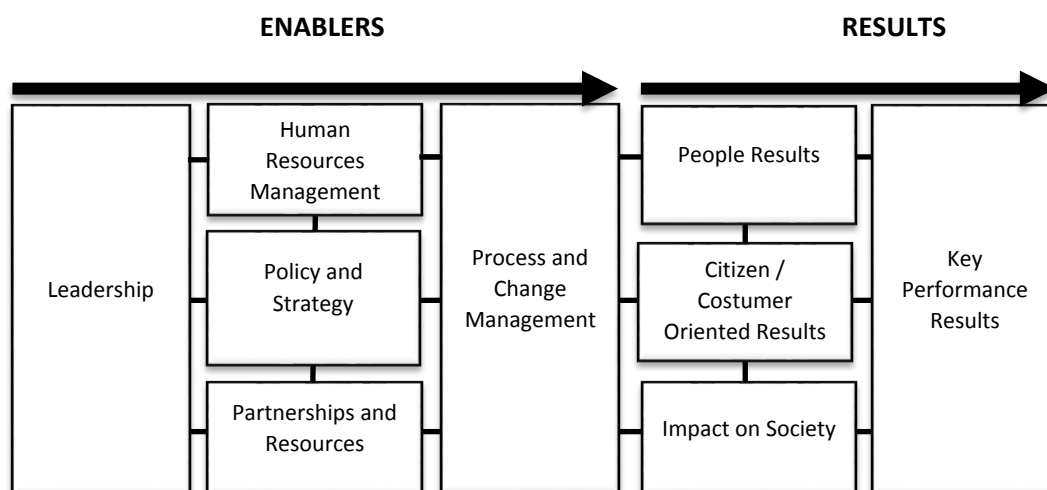 ENABLERS
RESULTS
Leadership
Human
Resources
Management
Policy and
Strategy
Partnerships and
Resources
Process and
Change
Management
People Results
Citizen /
Costumer
Oriented Results
Impact on Society
Key
Performance
Results